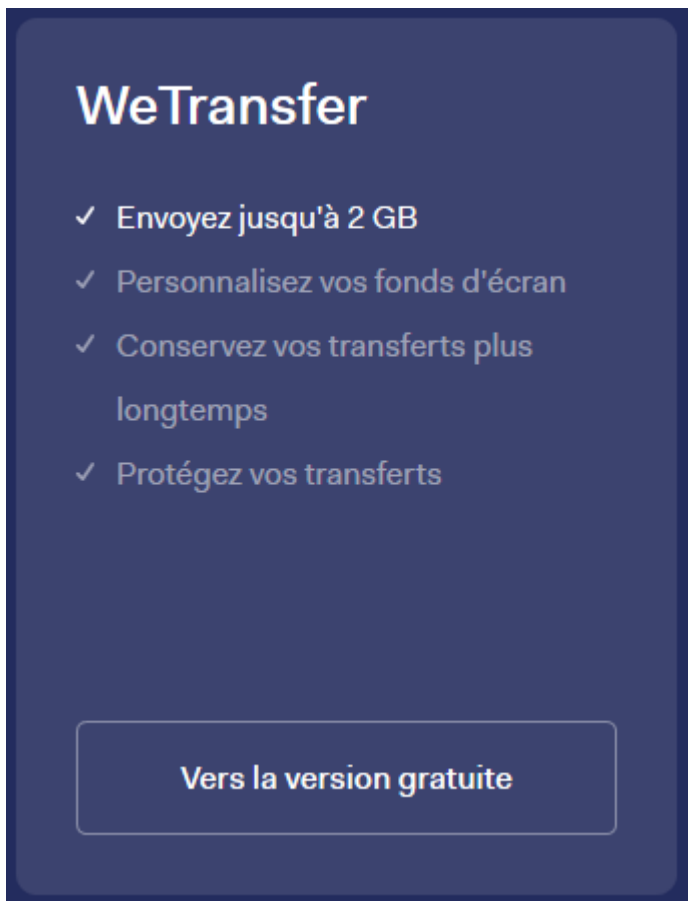 WeTransfer
Envoyez jusqu'à 2 GB
Personnalisez vos fonds d'écran
Conservez vos transferts plus
longtemps
Protégez vos transferts
Vers la version gratuite